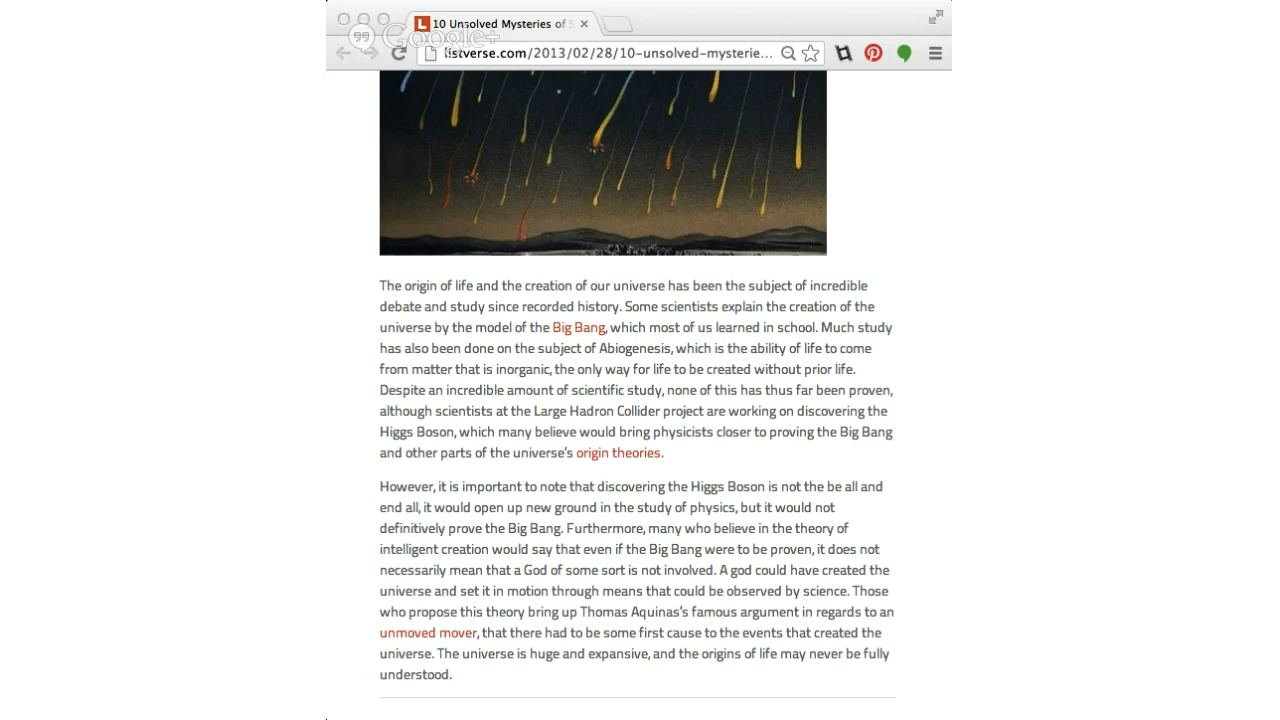 10 Unsolved Mysteries of S
Google+
listverse.com/2013/02/28/10-unsolved-mysterie...
The origin of life and the creation of our universe has been the subject of incredible
debate and study since recorded history. Some scientists explain the creation of the
universe by the model of the Big Bang, which most of us learned in school. Much study
has also been done on the subject of Abiogenesis, which is the ability of life to come
from matter that is inorganic, the only way for life to be created without prior life.
Despite an incredible amount of scientific study, none of this has thus far been proven,
although scientists at the Large Hadron Collider project are working on discovering the
Higgs Boson, which many believe would bring physicists closer to proving the Big Bang
and other parts of the universe's origin theories.
However, it is important to note that discovering the Higgs Boson is not the be all and
end all, it would open up new ground in the study of physics, but it would not
definitively prove the Big Bang. Furthermore, many who believe in the theory of
intelligent creation would say that even if the Big Bang were to be proven, it does not
necessarily mean that a God of some sort is not involved. A god could have created the
universe and set it in motion through means that could be observed by science. Those
who propose this theory bring up Thomas Aquinas's famous argument in regards to an
unmoved mover, that there had to be some first cause to the events that created the
universe. The universe is huge and expansive, and the origins of life may never be fully
understood.